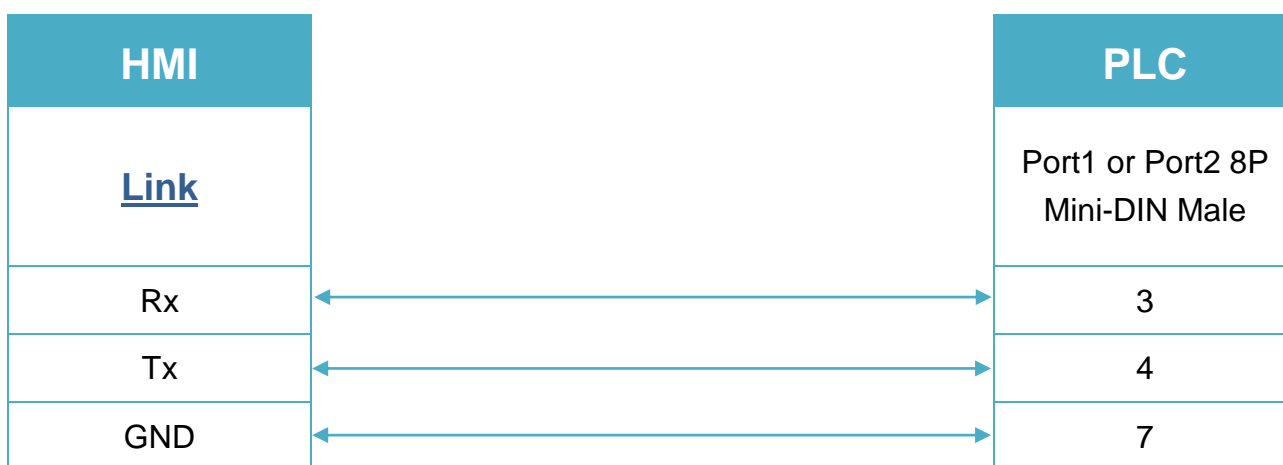 HMI
PLC
Link
Port1 or Port2 8P
Mini-DIN Male
Rx
3
Tx
4
GND
7